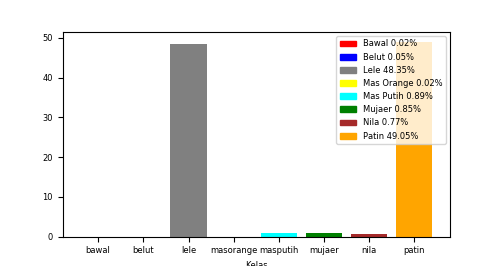 50
40
30
20
10
0
Bawal 0.02%
Belut 0.05%
Lele 48.35%
Mas Orange 0.02%
Mas Putih 0.89%
Mujaer 0.85%
Nila 0.77%
Patin 49.05%
bawal belut lele masorange masputih mujaer nila patin
Kelas